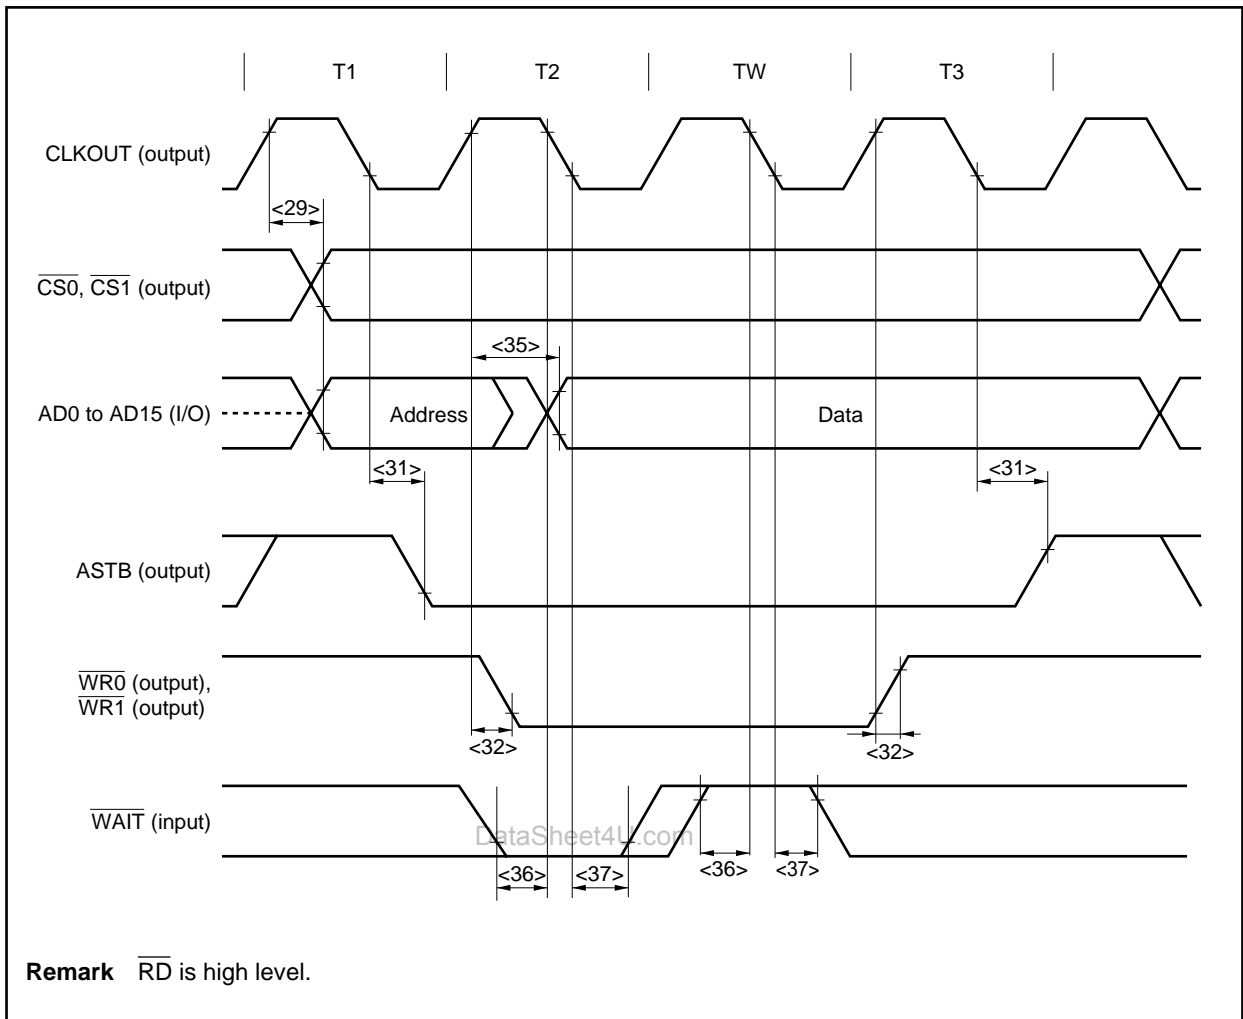 T1 T2 TW T3
CLKOUT (output)
<29>
CS0, CS1 (output)
<35>
AD0 to AD15 (I/O) Address Data
<31> <31>
ASTB (output)
WR0 (output),
WR1 (output)
<32> <32>
WAIT (input)
DataSheet4U.com
<36> <37> <36> <37>
Remark RD is high level.